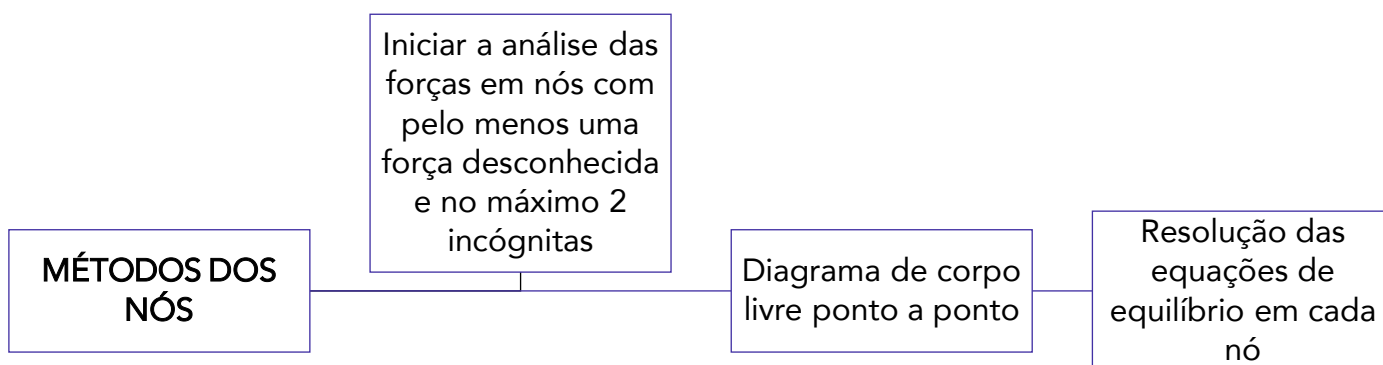 Iniciar a análise das
forças em nós com
pelo menos uma
força desconhecida
e no máximo 2
incógnitas
MÉTODOS DOS
NÓS
Diagrama de corpo
livre ponto a ponto
Resolução das
equações de
equilíbrio em cada
nó